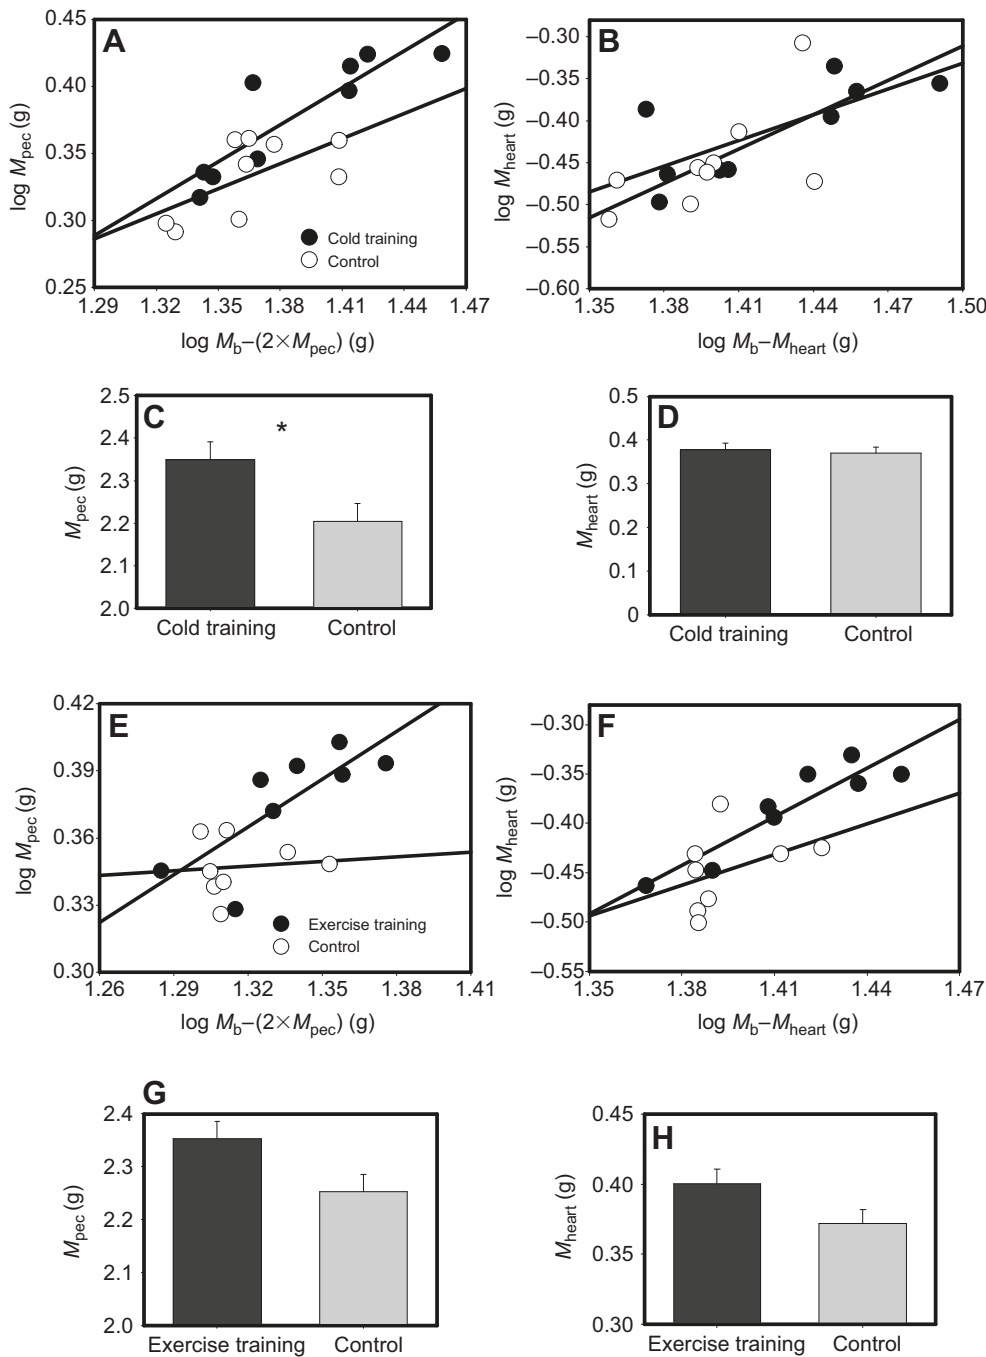 A
log Mpec (g)
0.45
0.40
0.35
0.30
0.25
Cold training
Control
1.29 1.32 1.35 1.38 1.41 1.44 1.47
log Mb–(2×Mpec) (g)
B
log Mheart (g)
–0.30
–0.35
–0.40
–0.45
–0.50
–0.55
–0.60
1.35 1.38 1.41 1.44 1.47 1.50
log Mb–Mheart (g)
C
Mpec (g)
2.5
2.4
2.3
2.2
2.1
2.0
*
Cold training Control
D
Mheart (g)
0.5
0.4
0.3
0.2
0.1
0
Cold training Control
E
log Mpec (g)
0.42
0.39
0.36
0.33
0.30
Exercise training
Control
1.26 1.29 1.32 1.35 1.38 1.41
log Mb–(2×Mpec) (g)
F
log Mheart (g)
–0.30
–0.35
–0.40
–0.45
–0.50
–0.55
1.35 1.38 1.41 1.44 1.47
log Mb–Mheart (g)
G
Mpec (g)
2.4
2.3
2.2
2.1
2.0
Exercise training Control
H
Mheart (g)
0.45
0.40
0.35
0.30
Exercise training Control